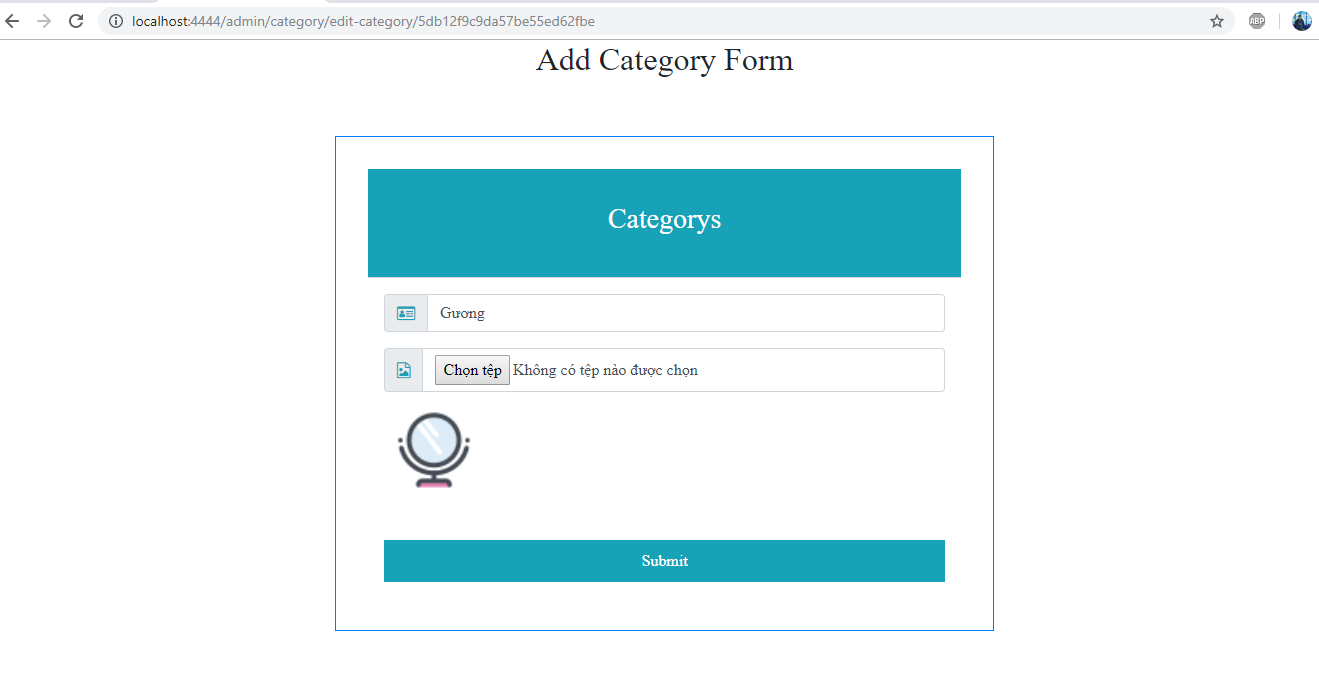 localhost:4444/admin/category/edit-category/5db12f9c9da57be55ed62fbe
ABP
Add Category Form
Categorys
Gương
Chọn tệp Không có tệp nào được chọn
Submit